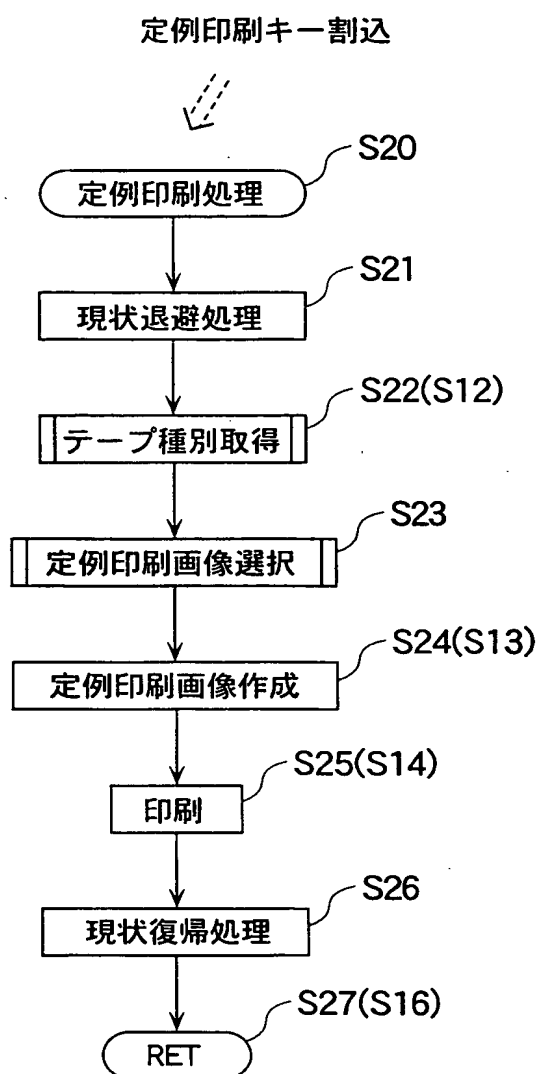 定例印刷キー割込
S20
定例印刷処理
S21
現状退避処理
S22(S12)
テープ種別取得
S23
定例印刷画像選択
S24(S13)
定例印刷画像作成
S25(S14)
印刷
S26
現状復帰処理
S27(S16)
RET